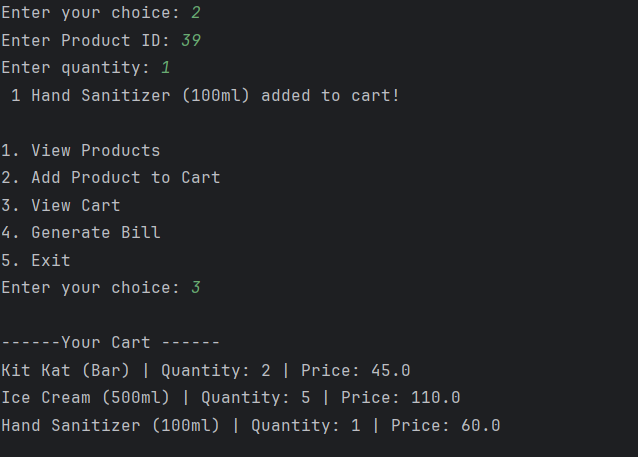 Enter your choice: 2
Enter Product ID: 39
Enter quantity: 1
 1 Hand Sanitizer (100ml) added to cart!

1. View Products
2. Add Product to Cart
3. View Cart
4. Generate Bill
5. Exit
Enter your choice: 3

------Your Cart ------
Kit Kat (Bar) | Quantity: 2 | Price: 45.0
Ice Cream (500ml) | Quantity: 5 | Price: 110.0
Hand Sanitizer (100ml) | Quantity: 1 | Price: 60.0